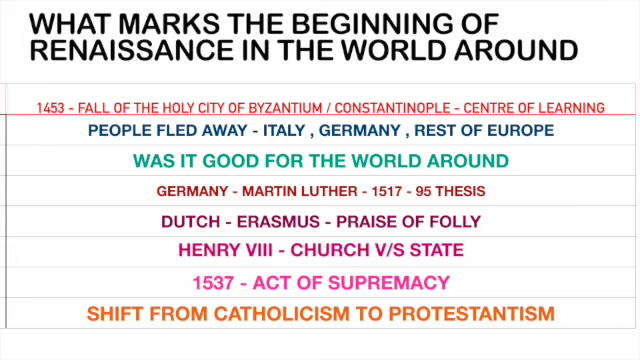 WHAT MARKS THE BEGINNING OF
RENAISSANCE IN THE WORLD AROUND
1453 - FALL OF THE HOLY CITY OF BYZANTIUM / CONSTANTINOPLE - CENTRE OF LEARNING
PEOPLE FLED AWAY - ITALY , GERMANY , REST OF EUROPE
WAS IT GOOD FOR THE WORLD AROUND
GERMANY - MARTIN LUTHER - 1517 - 95 THESIS
DUTCH - ERASMUS - PRAISE OF FOLLY
HENRY VIII - CHURCH V/S STATE
1537 - ACT OF SUPREMACY
SHIFT FROM CATHOLICISM TO PROTESTANTISM